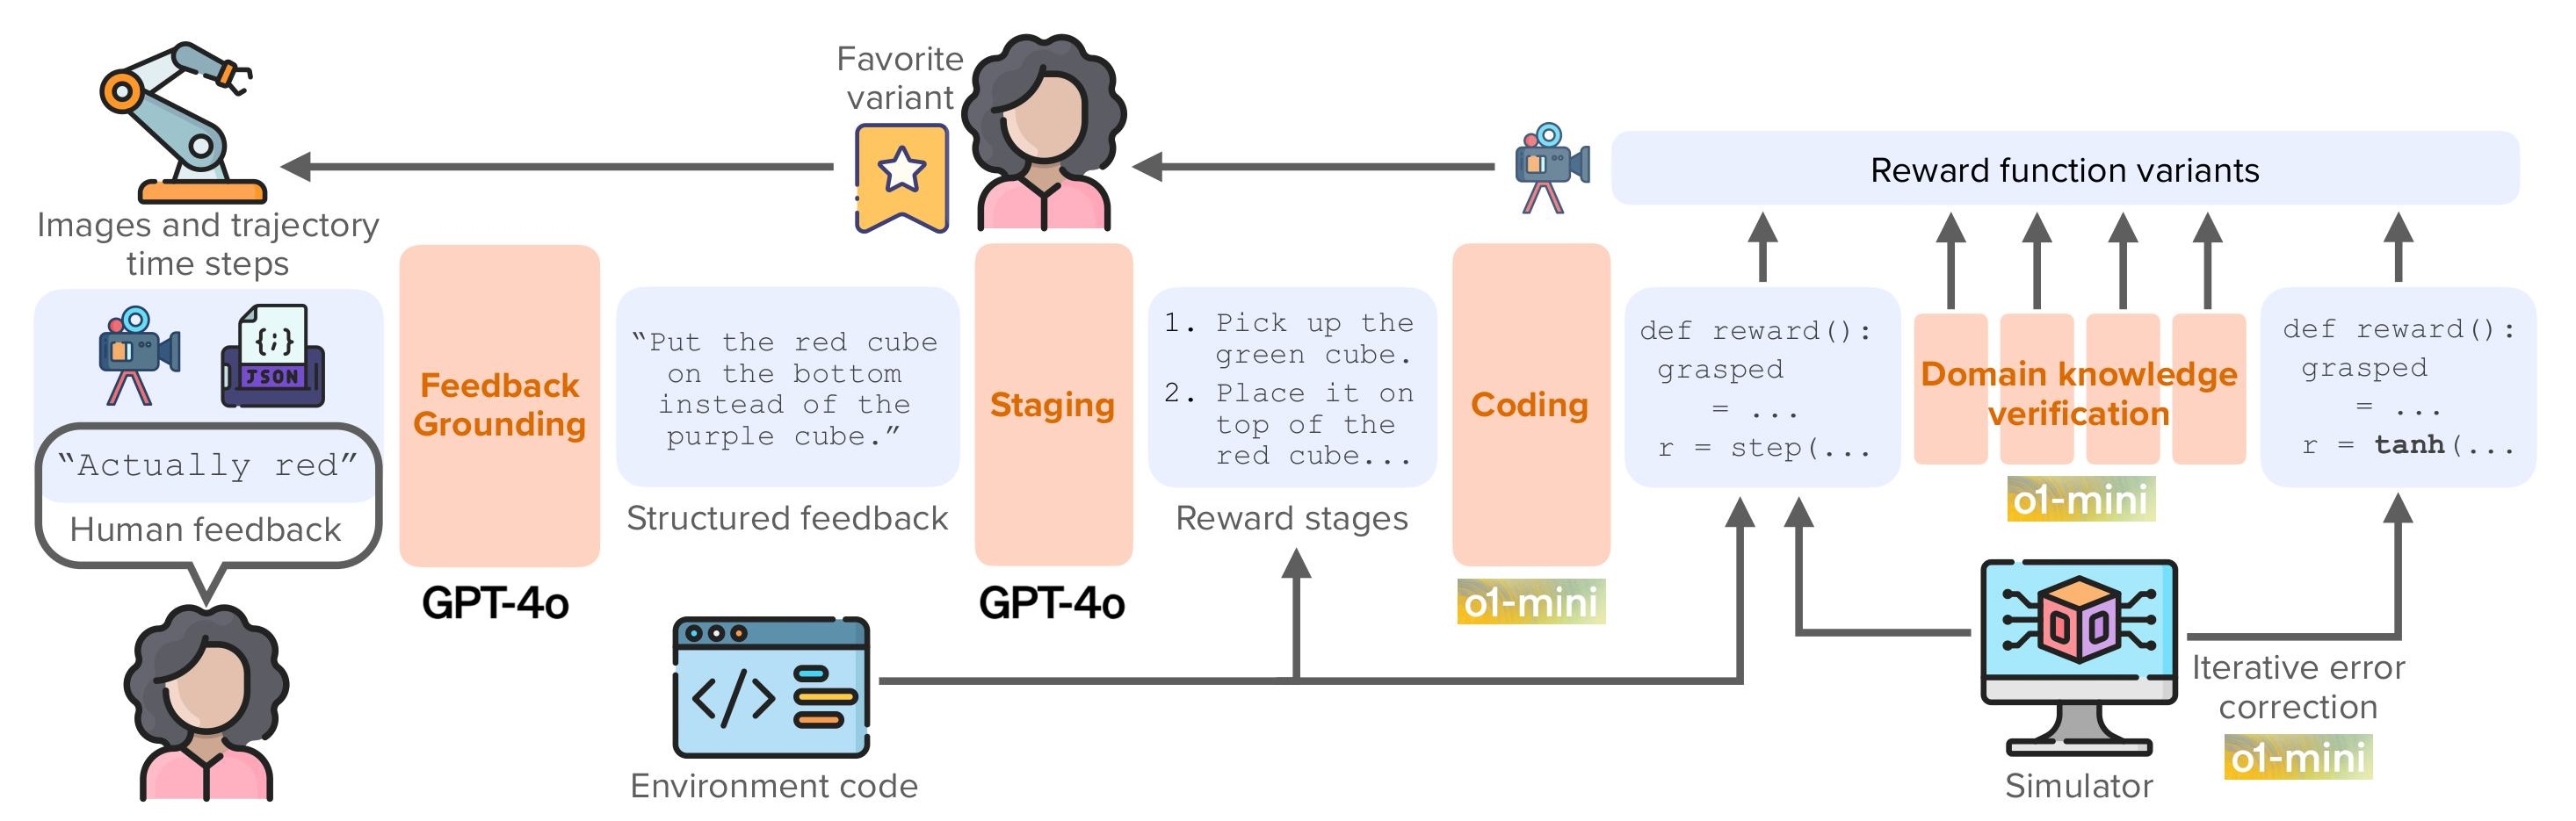 Favorite
variant
Reward function variants
Images and trajectory
time steps
{;}
JSON
“Actually red”
Human feedback
Feedback
Grounding
GPT-4o
“Put the red cube
on the bottom
instead of the
purple cube.”
Structured feedback
Staging
GPT-4o
1. Pick up the
green cube.
2. Place it on
top of the
red cube...
Reward stages
Coding
o1-mini
def reward():
grasped
= ...
r = step(...
Domain knowledge
verification
o1-mini
def reward():
grasped
= ...
r = tanh(...
</>
Environment code
Simulator
Iterative error
correction
o1-mini